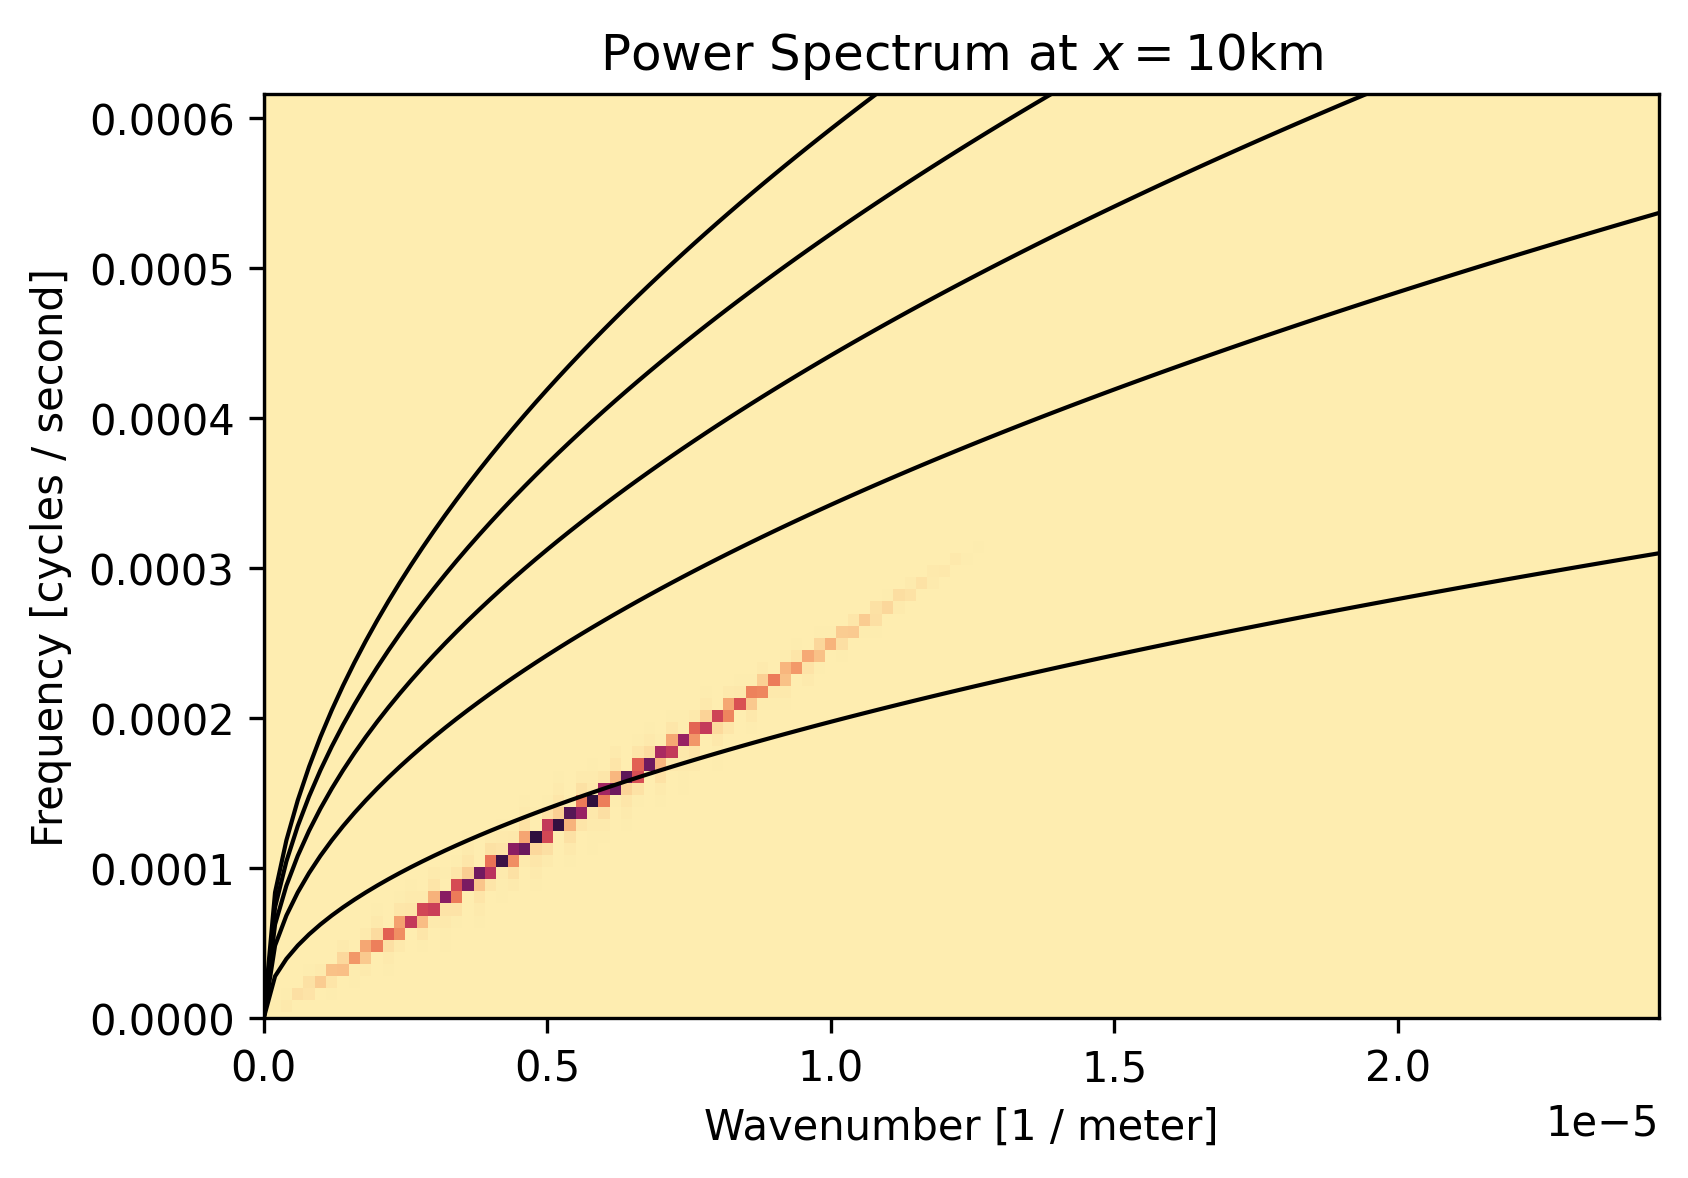 Power Spectrum at x = 10km
0.0006
0.0005
0.0004
0.0003
0.0002
0.0001
0.0000
Frequency [cycles / second]
0.0 0.5 1.0 1.5 2.0
Wavenumber [1 / meter]
1e−5